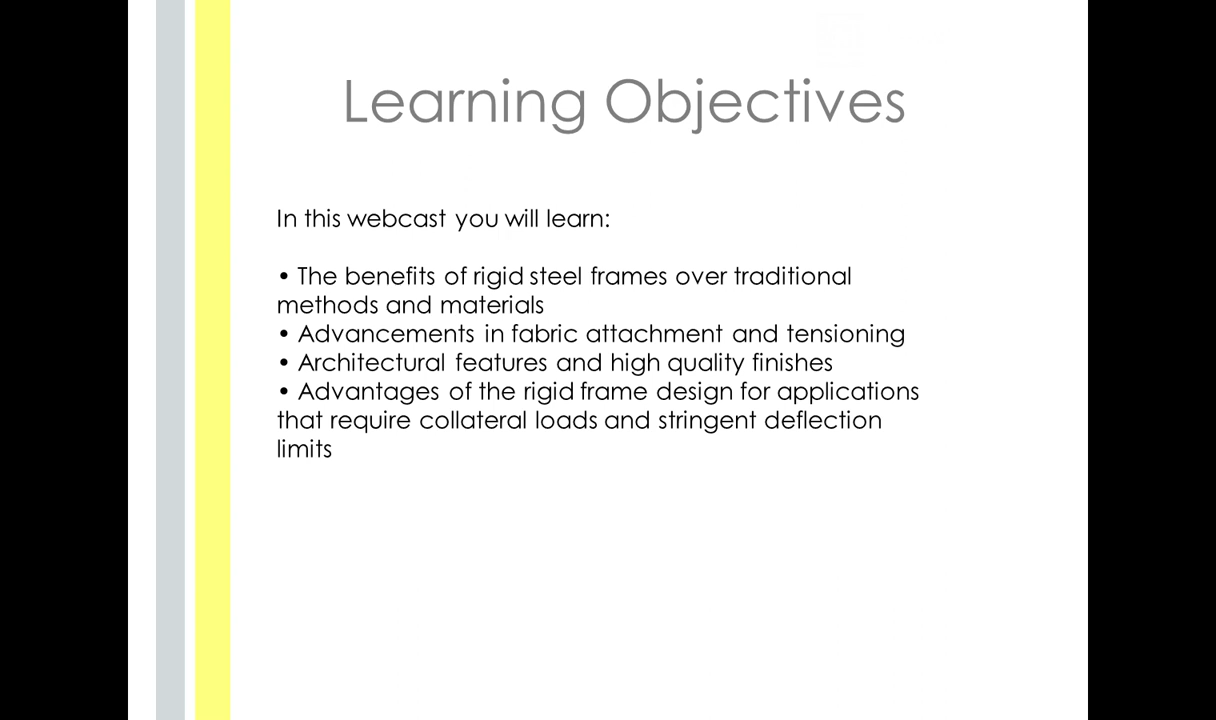 Learning Objectives
In this webcast you will learn:
• The benefits of rigid steel frames over traditional
methods and materials
• Advancements in fabric attachment and tensioning
• Architectural features and high quality finishes
• Advantages of the rigid frame design for applications
that require collateral loads and stringent deflection
limits